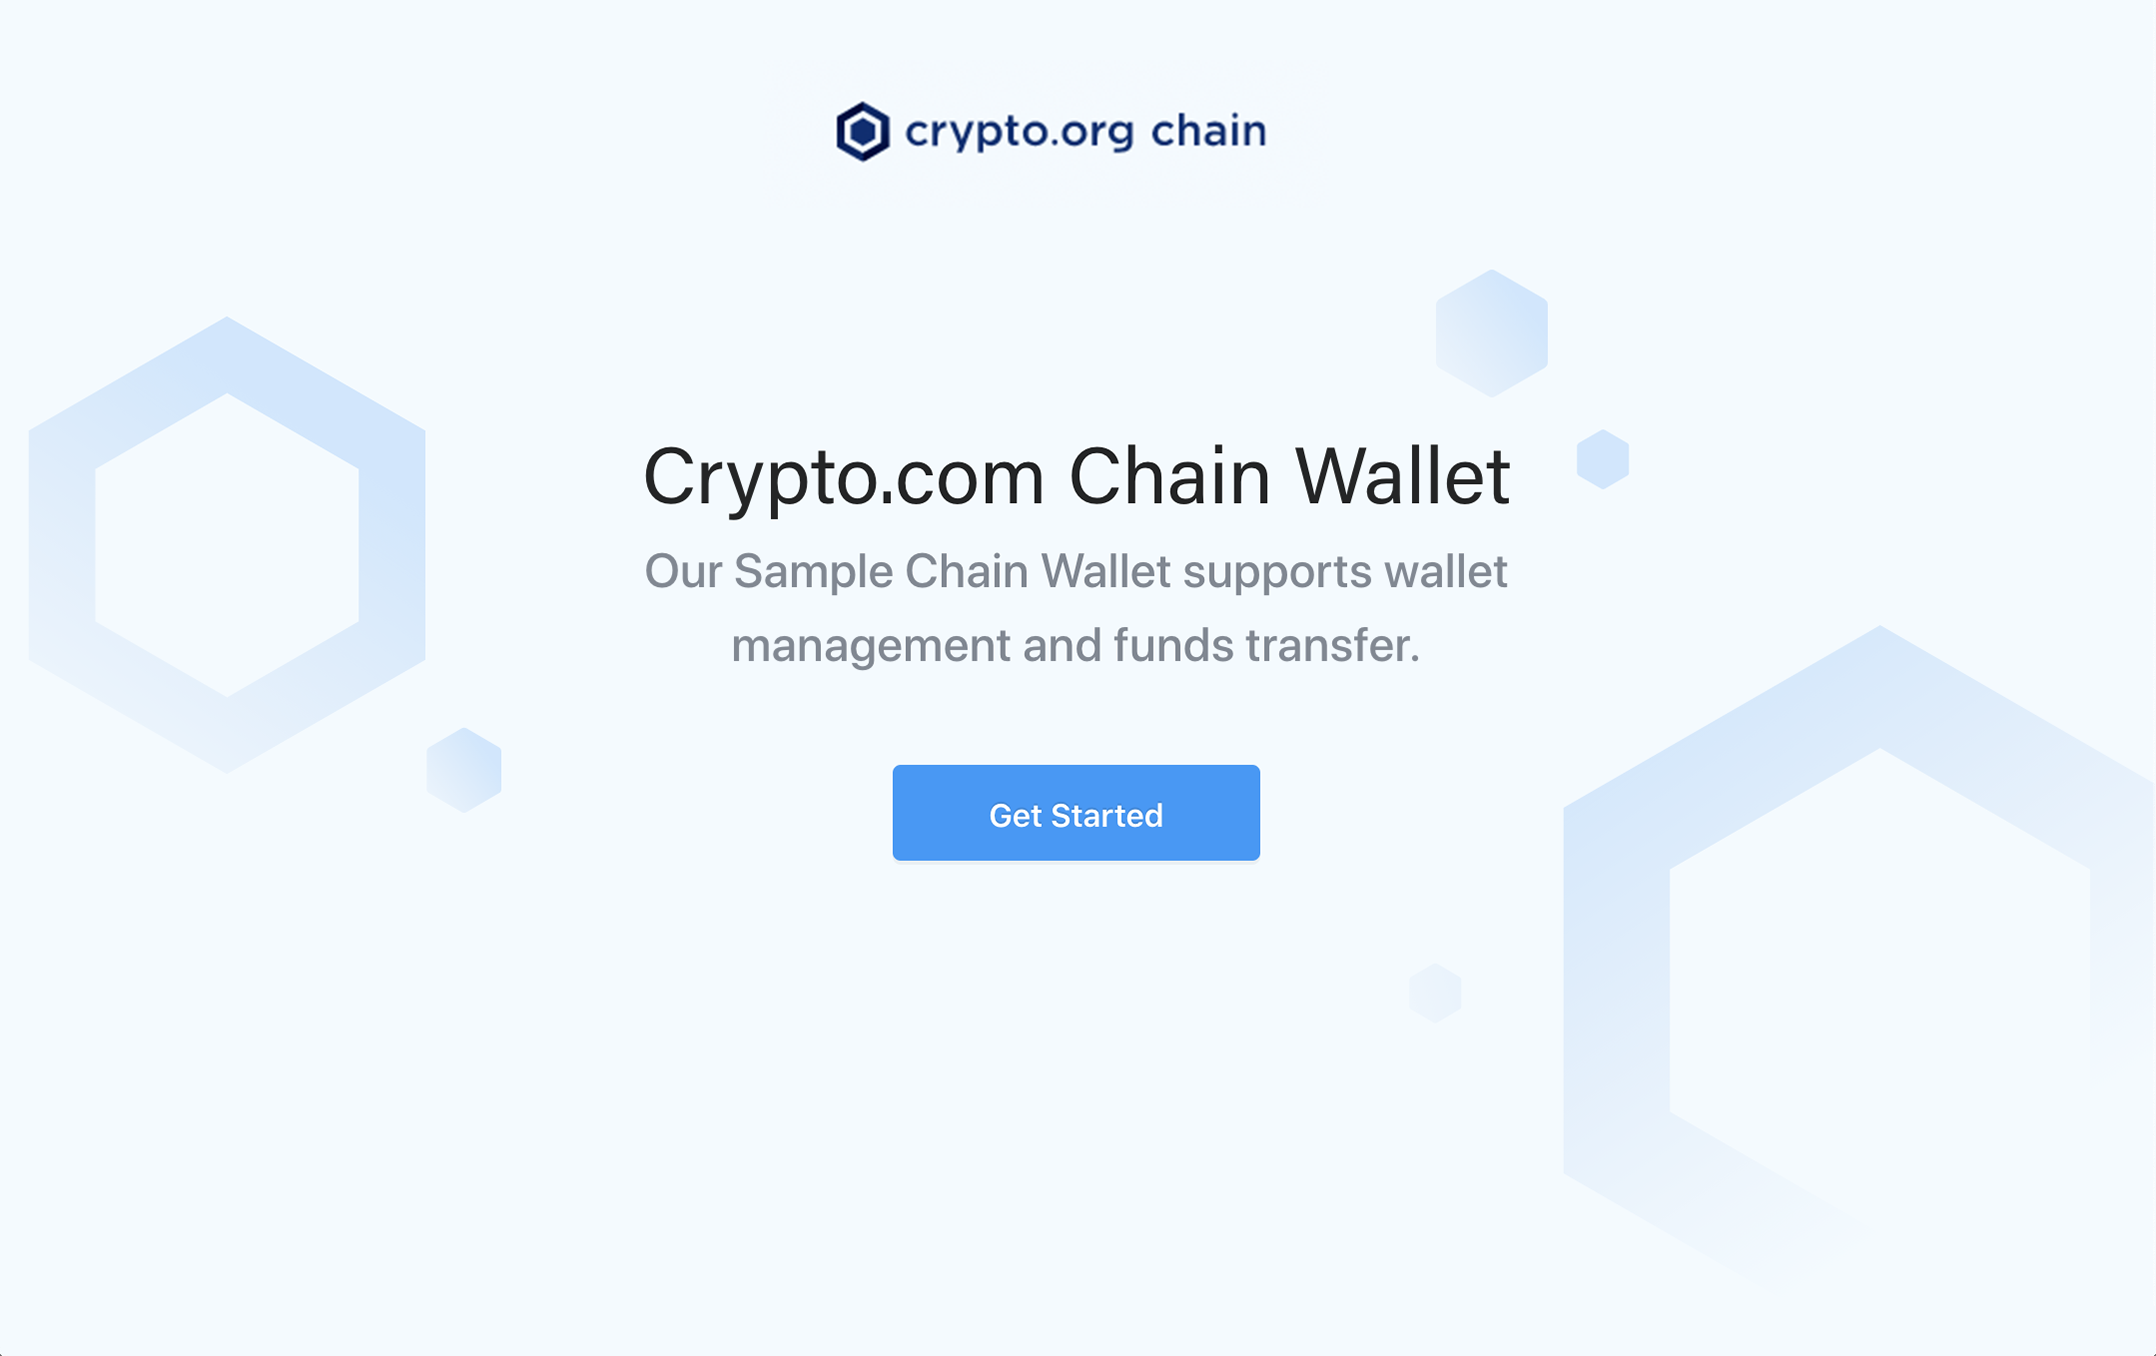 crypto.org chain
Crypto.com Chain Wallet
Our Sample Chain Wallet supports wallet
management and funds transfer.
Get Started